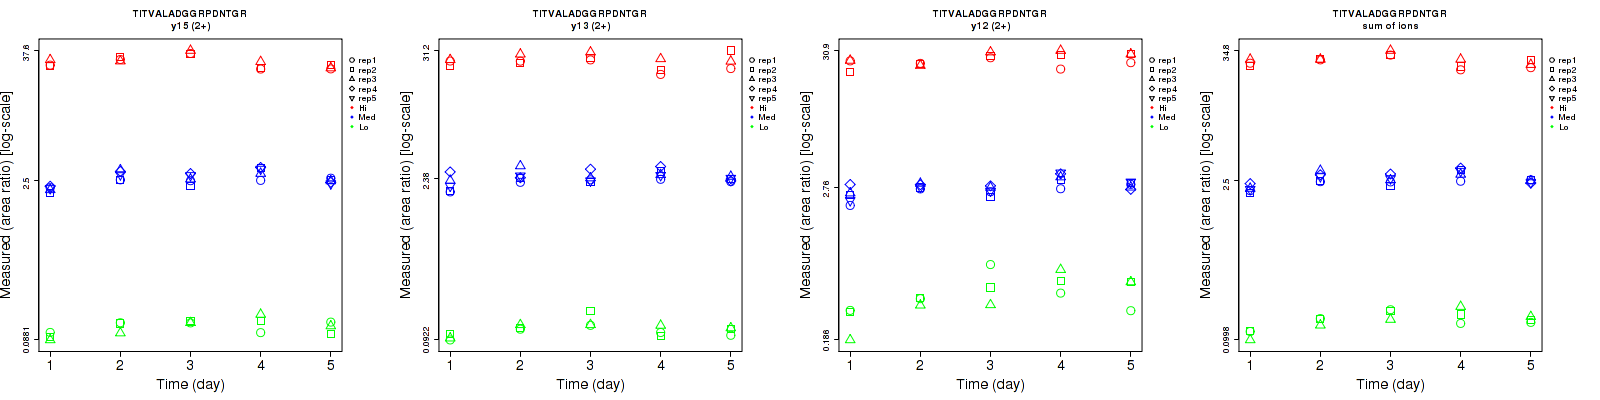 TITVALADGGRPDNTGR
y15 (2+)
Measured (area ratio) [log-scale]
37.6
2.5
0.0881
1 2 3 4 5
Time (day)
rep1
rep2
rep3
rep4
rep5
Hi
Med
Lo
TITVALADGGRPDNTGR
y13 (2+)
Measured (area ratio) [log-scale]
31.2
2.38
0.0922
1 2 3 4 5
Time (day)
rep1
rep2
rep3
rep4
rep5
Hi
Med
Lo
TITVALADGGRPDNTGR
y12 (2+)
Measured (area ratio) [log-scale]
30.9
2.76
0.186
1 2 3 4 5
Time (day)
rep1
rep2
rep3
rep4
rep5
Hi
Med
Lo
TITVALADGGRPDNTGR
sum of ions
Measured (area ratio) [log-scale]
34.8
2.5
0.0998
1 2 3 4 5
Time (day)
rep1
rep2
rep3
rep4
rep5
Hi
Med
Lo